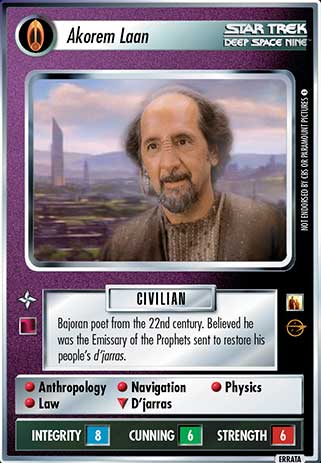 Akorem Laan
STAR TREK
DEEP SPACE NINE
NOT ENDORSED BY CBS OR PARAMOUNT PICTURES
CIVILIAN
Bajoran poet from the 22nd century. Believed he
was the Emissary of the Prophets sent to restore his
people's d'jarras.
Anthropology Navigation Physics
Law D'jarras
INTEGRITY 8 CUNNING 6 STRENGTH 6
ERRATA